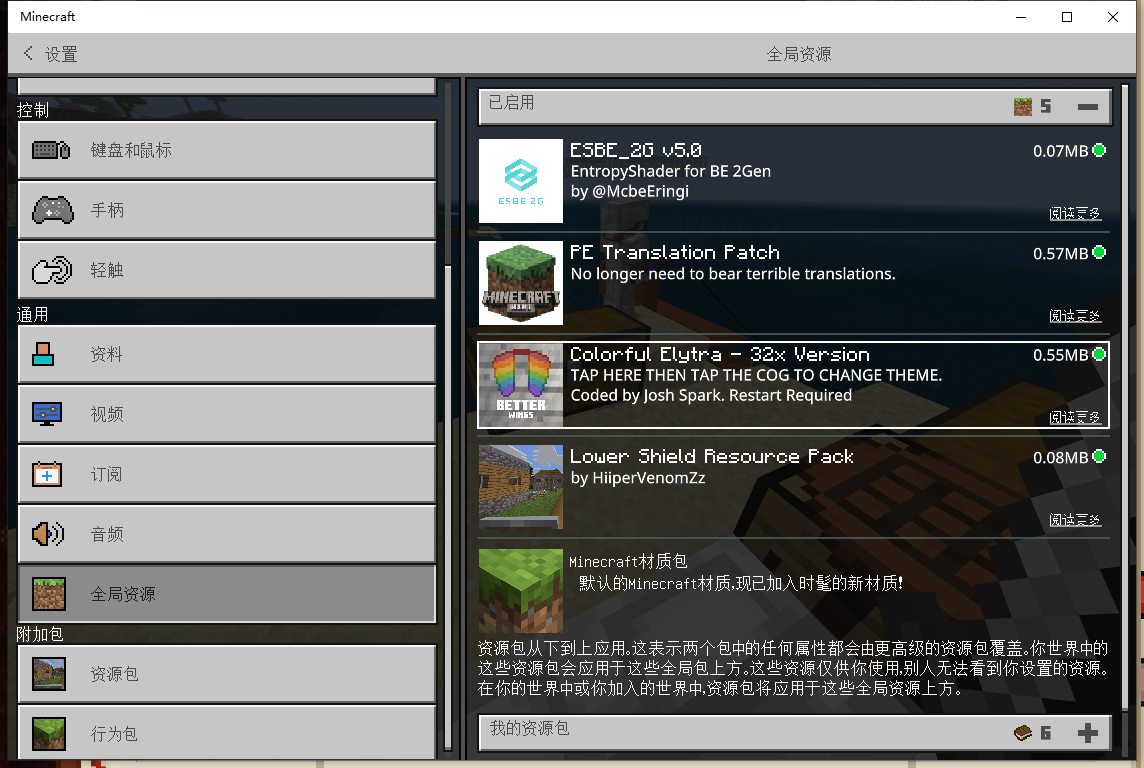 Minecraft
设置
全局资源
控制
键盘和鼠标
手柄
轻触
通用
资料
视频
订阅
音频
全局资源
附加包
资源包
行为包
已启用
5
ESBE_2G v5.0
0.07MB
EntropyShader for BE 2Gen
by @McbeEringi
ESBE 2G
阅读更多
PE Translation Patch
0.57MB
No longer need to bear terrible translations.
MINECRAFT
WIKI
阅读更多
Colorful Elytra - 32x Version
0.55MB
TAP HERE THEN TAP THE COG TO CHANGE THEME.
Coded by Josh Spark. Restart Required
BETTER
WINGS
阅读更多
Lower Shield Resource Pack
0.08MB
by HiiperVenomZz
阅读更多
Minecraft材质包
默认的Minecraft材质,现已加入时髦的新材质!
资源包从下到上应用。这表示两个包中的任何属性都会由更高级的资源包覆盖。你世界中的
这些资源包会应用于这些全局包上方。这些资源仅供你使用,别人无法看到你设置的资源。
在你的世界中或你加入的世界中,资源包将应用于这些全局资源上方。
我的资源包
6